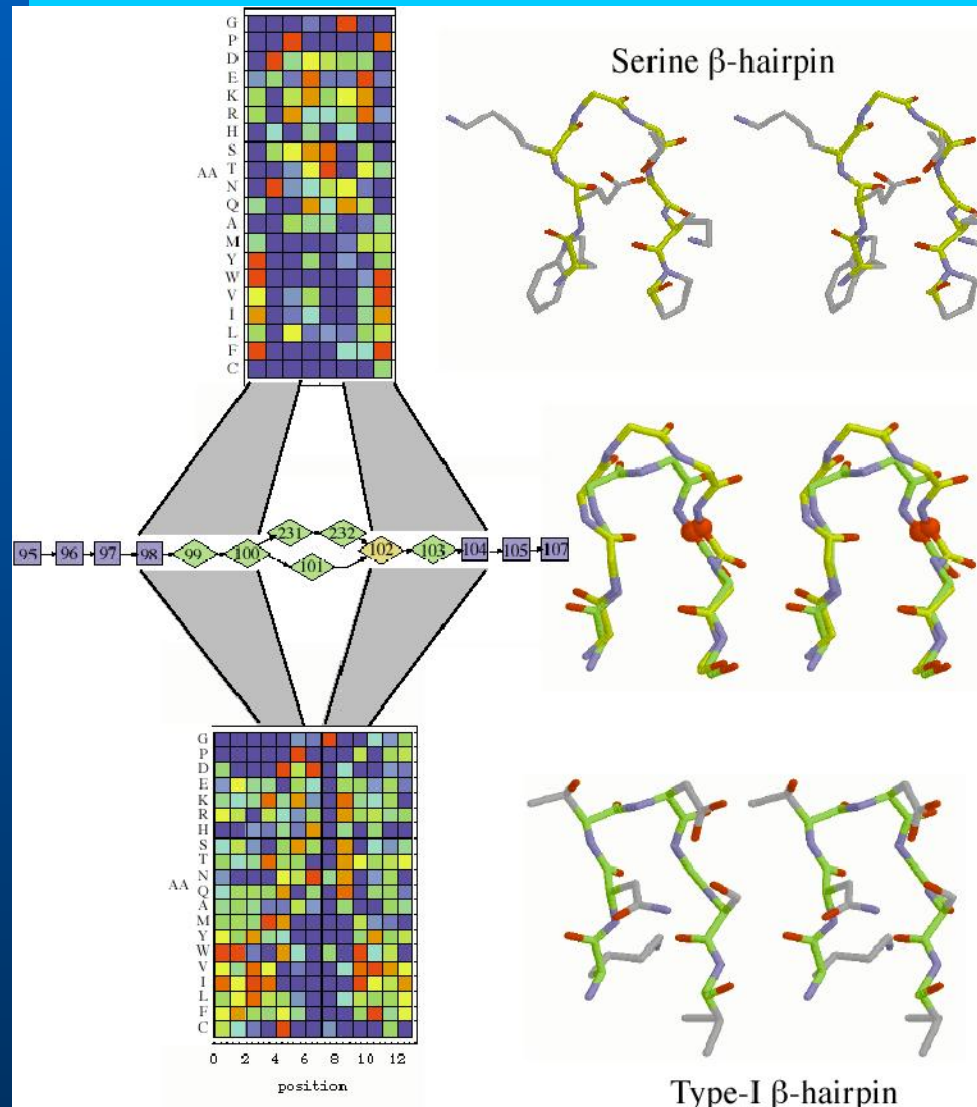 G
P
D
E
K
R
H
S
T
AA
N
Q
A
M
Y
W
V
I
L
F
C
Serine β-hairpin
231 232
95 96 97 98 99 100 102 103 104 105 107
101
G
P
D
E
K
R
H
S
T
N
AA
Q
A
M
Y
W
V
I
L
F
C
0 2 4 6 8 10 12
position
Type-I β-hairpin